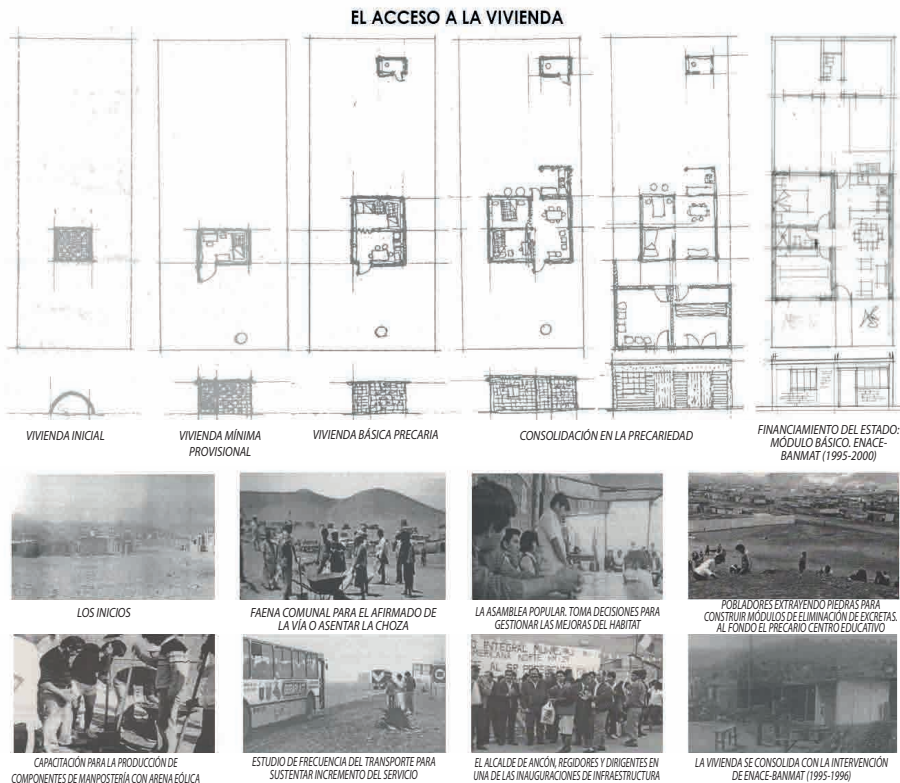 EL ACCESO A LA VIVIENDA
VIVIENDA INICIAL
VIVIENDA MÍNIMA
PROVISIONAL
VIVIENDA BÁSICA PRECARIA
CONSOLIDACIÓN EN LA PRECARIEDAD
FINANCIAMIENTO DEL ESTADO:
MÓDULO BÁSICO. ENACE-
BANMAT (1995-2000)
LOS INICIOS
FAENA COMUNAL PARA EL AFIRMADO DE
LA VÍA O ASENTAR LA CHOZA
LA ASAMBLEA POPULAR. TOMA DECISIONES PARA
GESTIONAR LAS MEJORAS DEL HABITAT
POBLADORES EXTRAYENDO PIEDRAS PARA
CONSTRUIR MÓDULOS DE ELIMINACIÓN DE EXCRETAS.
AL FONDO EL PRECARIO CENTRO EDUCATIVO
INTEGRAL
NORTE
AL SR.
CAPACITACIÓN PARA LA PRODUCCIÓN DE
COMPONENTES DE MANPOSTERÍA CON ARENA EÓLICA
ESTUDIO DE FRECUENCIA DEL TRANSPORTE PARA
SUSTENTAR INCREMENTO DEL SERVICIO
EL ALCALDE DE ANCÓN, REGIDORES Y DIRIGENTES EN
UNA DE LAS INAUGURACIONES DE INFRAESTRUCTURA
LA VIVIENDA SE CONSOLIDA CON LA INTERVENCIÓN
DE ENACE-BANMAT (1995-1996)